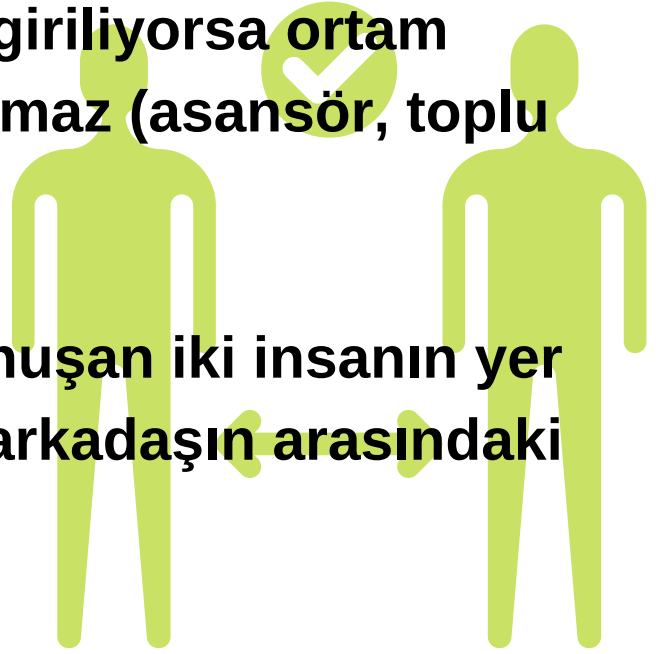 giriliyorsa ortam
maz (asansör, toplu
nuşan iki insanın yer
arkadaşın arasındaki